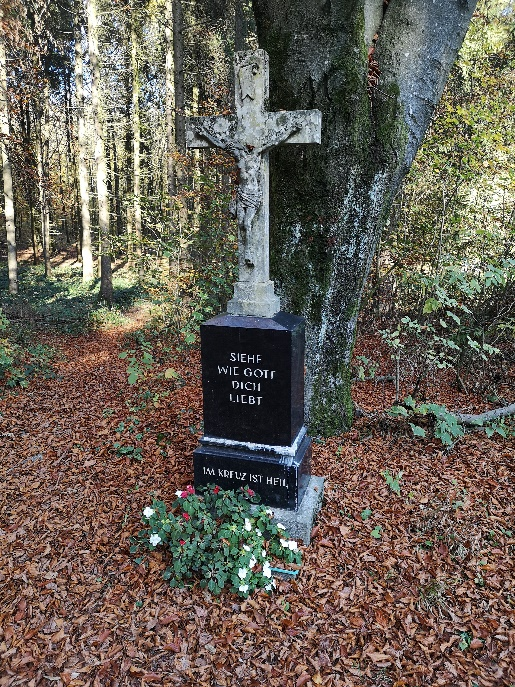 SIEHE
WIE GOTT
DICH
LIEBT
IM KREUZ IST HEIL